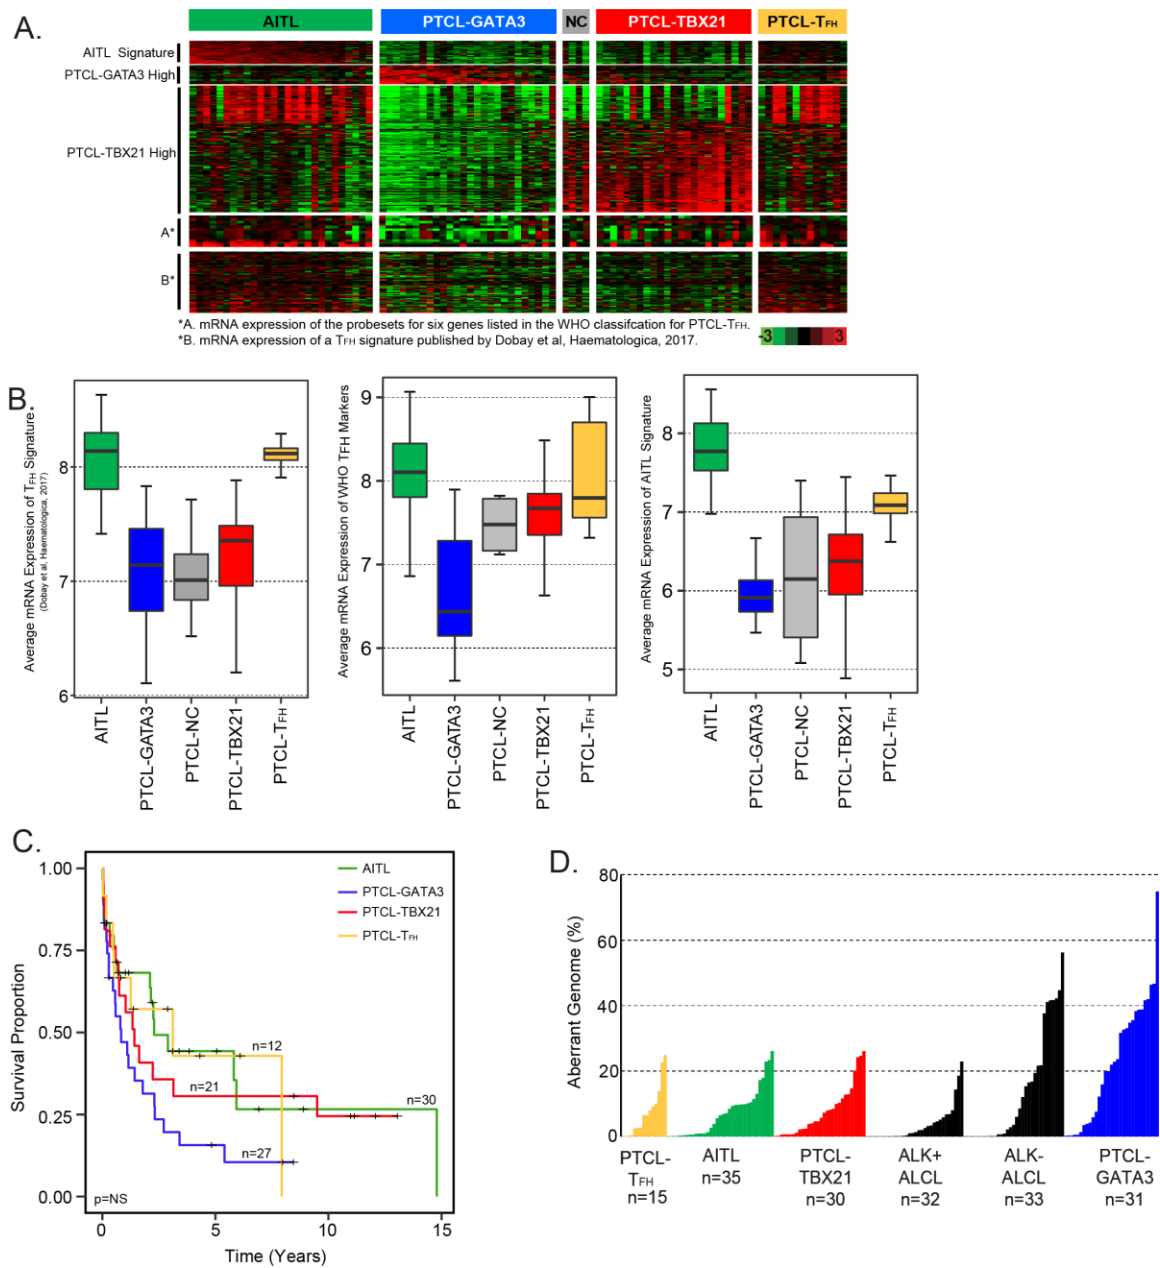 A.
AITL PTCL-GATA3 NC PTCL-TBX21 PTCL-TFH
AITL Signature
PTCL-GATA3 High
PTCL-TBX21 High
A*
B*
*A. mRNA expression of the probesets for six genes listed in the WHO classifcation for PTCL-TFH.
*B. mRNA expression of a TFH signature published by Dobay et al, Haematologica, 2017.
-3 3
B.
Average mRNA Expression of TFH Signature*
(Dobay et al, Haematologica, 2017)
8
7
6
AITL
PTCL-GATA3
PTCL-NC
PTCL-TBX21
PTCL-TFH
Average mRNA Expression of WHO TFH Markers
9
8
7
6
AITL
PTCL-GATA3
PTCL-NC
PTCL-TBX21
PTCL-TFH
Average mRNA Expression of AITL Signature
8
7
6
5
AITL
PTCL-GATA3
PTCL-NC
PTCL-TBX21
PTCL-TFH
C.
Survival Proportion
1.00
0.75
0.50
0.25
0.00
AITL
PTCL-GATA3
PTCL-TBX21
PTCL-TFH
n=12
n=21
n=30
n=27
p=NS
0 5 10 15
Time (Years)
D.
Aberrant Genome (%)
80
60
40
20
0
PTCL-
TFH
n=15
AITL
n=35
PTCL-
TBX21
n=30
ALK+
ALCL
n=32
ALK-
ALCL
n=33
PTCL-
GATA3
n=31